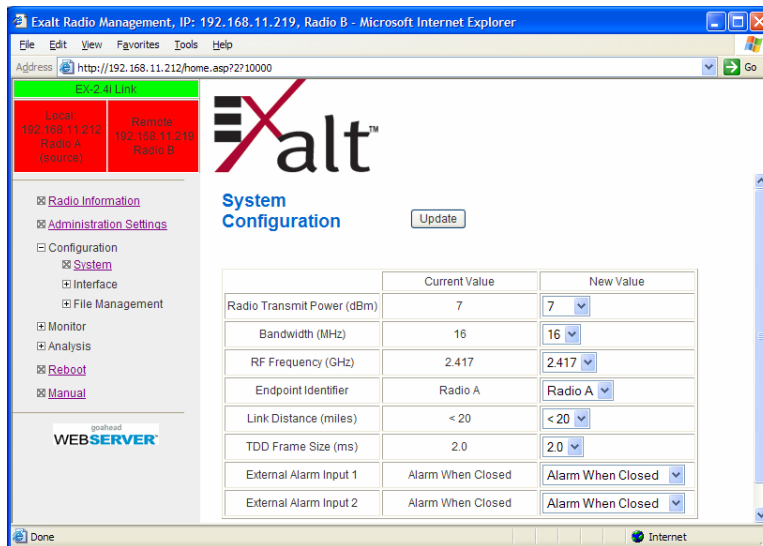 Exalt Radio Management, IP: 192.168.11.219, Radio B - Microsoft Internet Explorer
File Edit View Favorites Tools Help
Address http://192.168.11.212/home.asp?2?10000 Go
EX-2.4i Link
Local
192.168.11.212
Radio A
(source)
Remote
192.168.11.219
Radio B
Exalt™
Radio Information
Administration Settings
Configuration
System
Interface
File Management
Monitor
Analysis
Reboot
Manual
goahead
WEBSERVER
System
Configuration
Update
Current Value New Value
Radio Transmit Power (dBm) 7 7
Bandwidth (MHz) 16 16
RF Frequency (GHz) 2.417 2.417
Endpoint Identifier Radio A Radio A
Link Distance (miles) < 20 < 20
TDD Frame Size (ms) 2.0 2.0
External Alarm Input 1 Alarm When Closed Alarm When Closed
External Alarm Input 2 Alarm When Closed Alarm When Closed
Done Internet